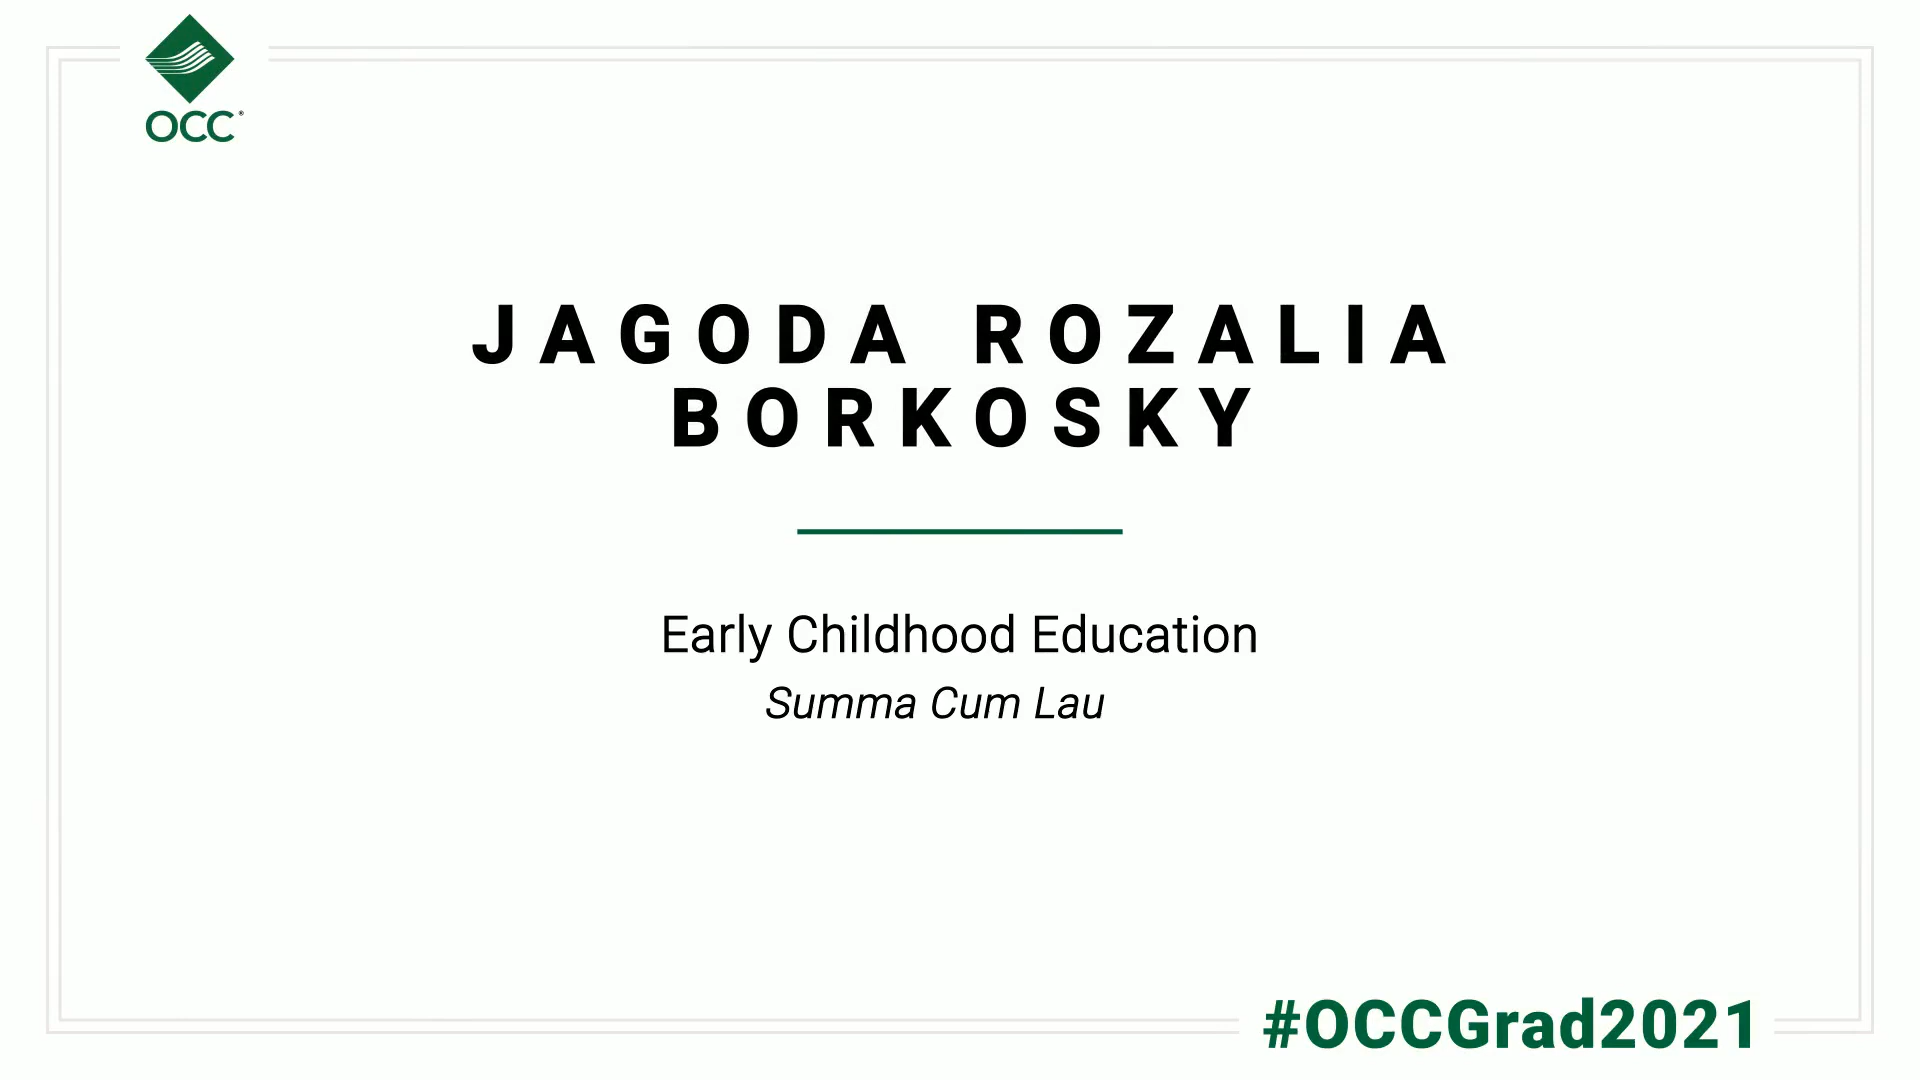 OCC®
JAGODA ROZALIA
BORKOSKY
Early Childhood Education
Summa Cum Lau
#OCCGrad2021